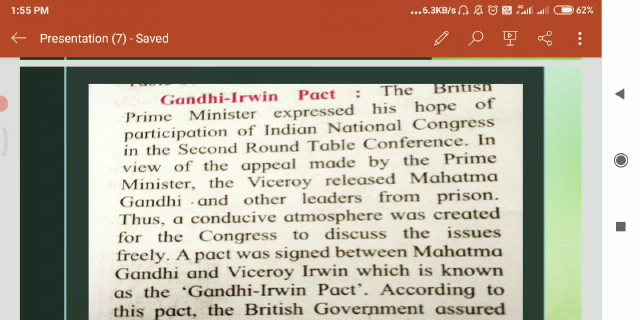 1:55 PM
...6.3KB/s
62%
Presentation (7) - Saved
Gandhi-Irwin Pact : The British
Prime Minister expressed his hope of
participation of Indian National Congress
in the Second Round Table Conference. In
view of the appeal made by the Prime
Minister, the Viceroy released Mahatma
Gandhi and other leaders from prison.
Thus, a conducive atmosphere was created
for the Congress to discuss the issues
freely. A pact was signed between Mahatma
Gandhi and Viceroy Irwin which is known
as the ‘Gandhi-Irwin Pact’. According to
this pact, the British Government assured